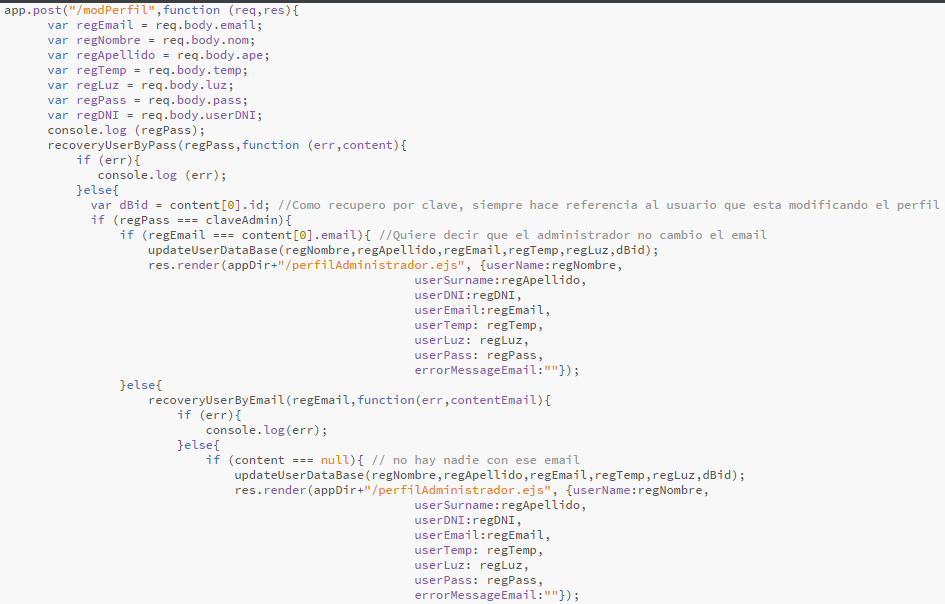 app.post("/modPerfil",function (req,res){
var regEmail = req.body.email;
var regNombre = req.body.nom;
var regApellido = req.body.ape;
var regTemp = req.body.temp;
var regLuz = req.body.luz;
var regPass = req.body.pass;
var regDNI = req.body.userDNI;
console.log (regPass);
recoveryUserByPass(regPass,function (err,content){
if (err){
console.log (err);
}else{
var dBid = content[0].id; //Como recupero por clave, siempre hace referencia al usuario que esta modificando el perfil
if (regPass === claveAdmin){
if (regEmail === content[0].email){ //Quiere decir que el administrador no cambio el email
updateUserDataBase(regNombre,regApellido,regEmail,regTemp,regLuz,dBid);
res.render(appDir+"/perfilAdministrador.ejs", {userName:regNombre,
userSurname:regApellido,
userDNI:regDNI,
userEmail:regEmail,
userTemp: regTemp,
userLuz: regLuz,
userPass: regPass,
errorMessageEmail:""});
}else{
recoveryUserByEmail(regEmail,function(err,contentEmail){
if (err){
console.log(err);
}else{
if (content === null){ // no hay nadie con ese email
updateUserDataBase(regNombre,regApellido,regEmail,regTemp,regLuz,dBid);
res.render(appDir+"/perfilAdministrador.ejs", {userName:regNombre,
userSurname:regApellido,
userDNI:regDNI,
userEmail:regEmail,
userTemp: regTemp,
userLuz: regLuz,
userPass: regPass,
errorMessageEmail:""});